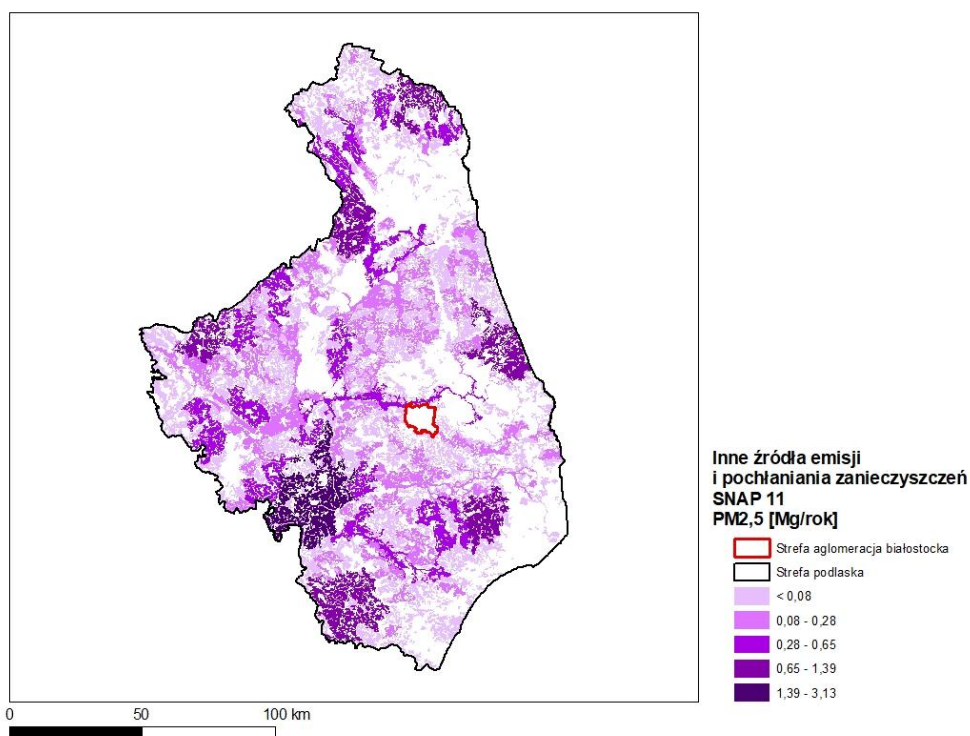 Inne źródła emisji
i pochłaniania zanieczyszczeń
SNAP 11
PM2,5 [Mg/rok]
Strefa aglomeracja białostocka
Strefa podlaska
< 0,08
0,08 - 0,28
0,28 - 0,65
0,65 - 1,39
1,39 - 3,13
0 50 100 km